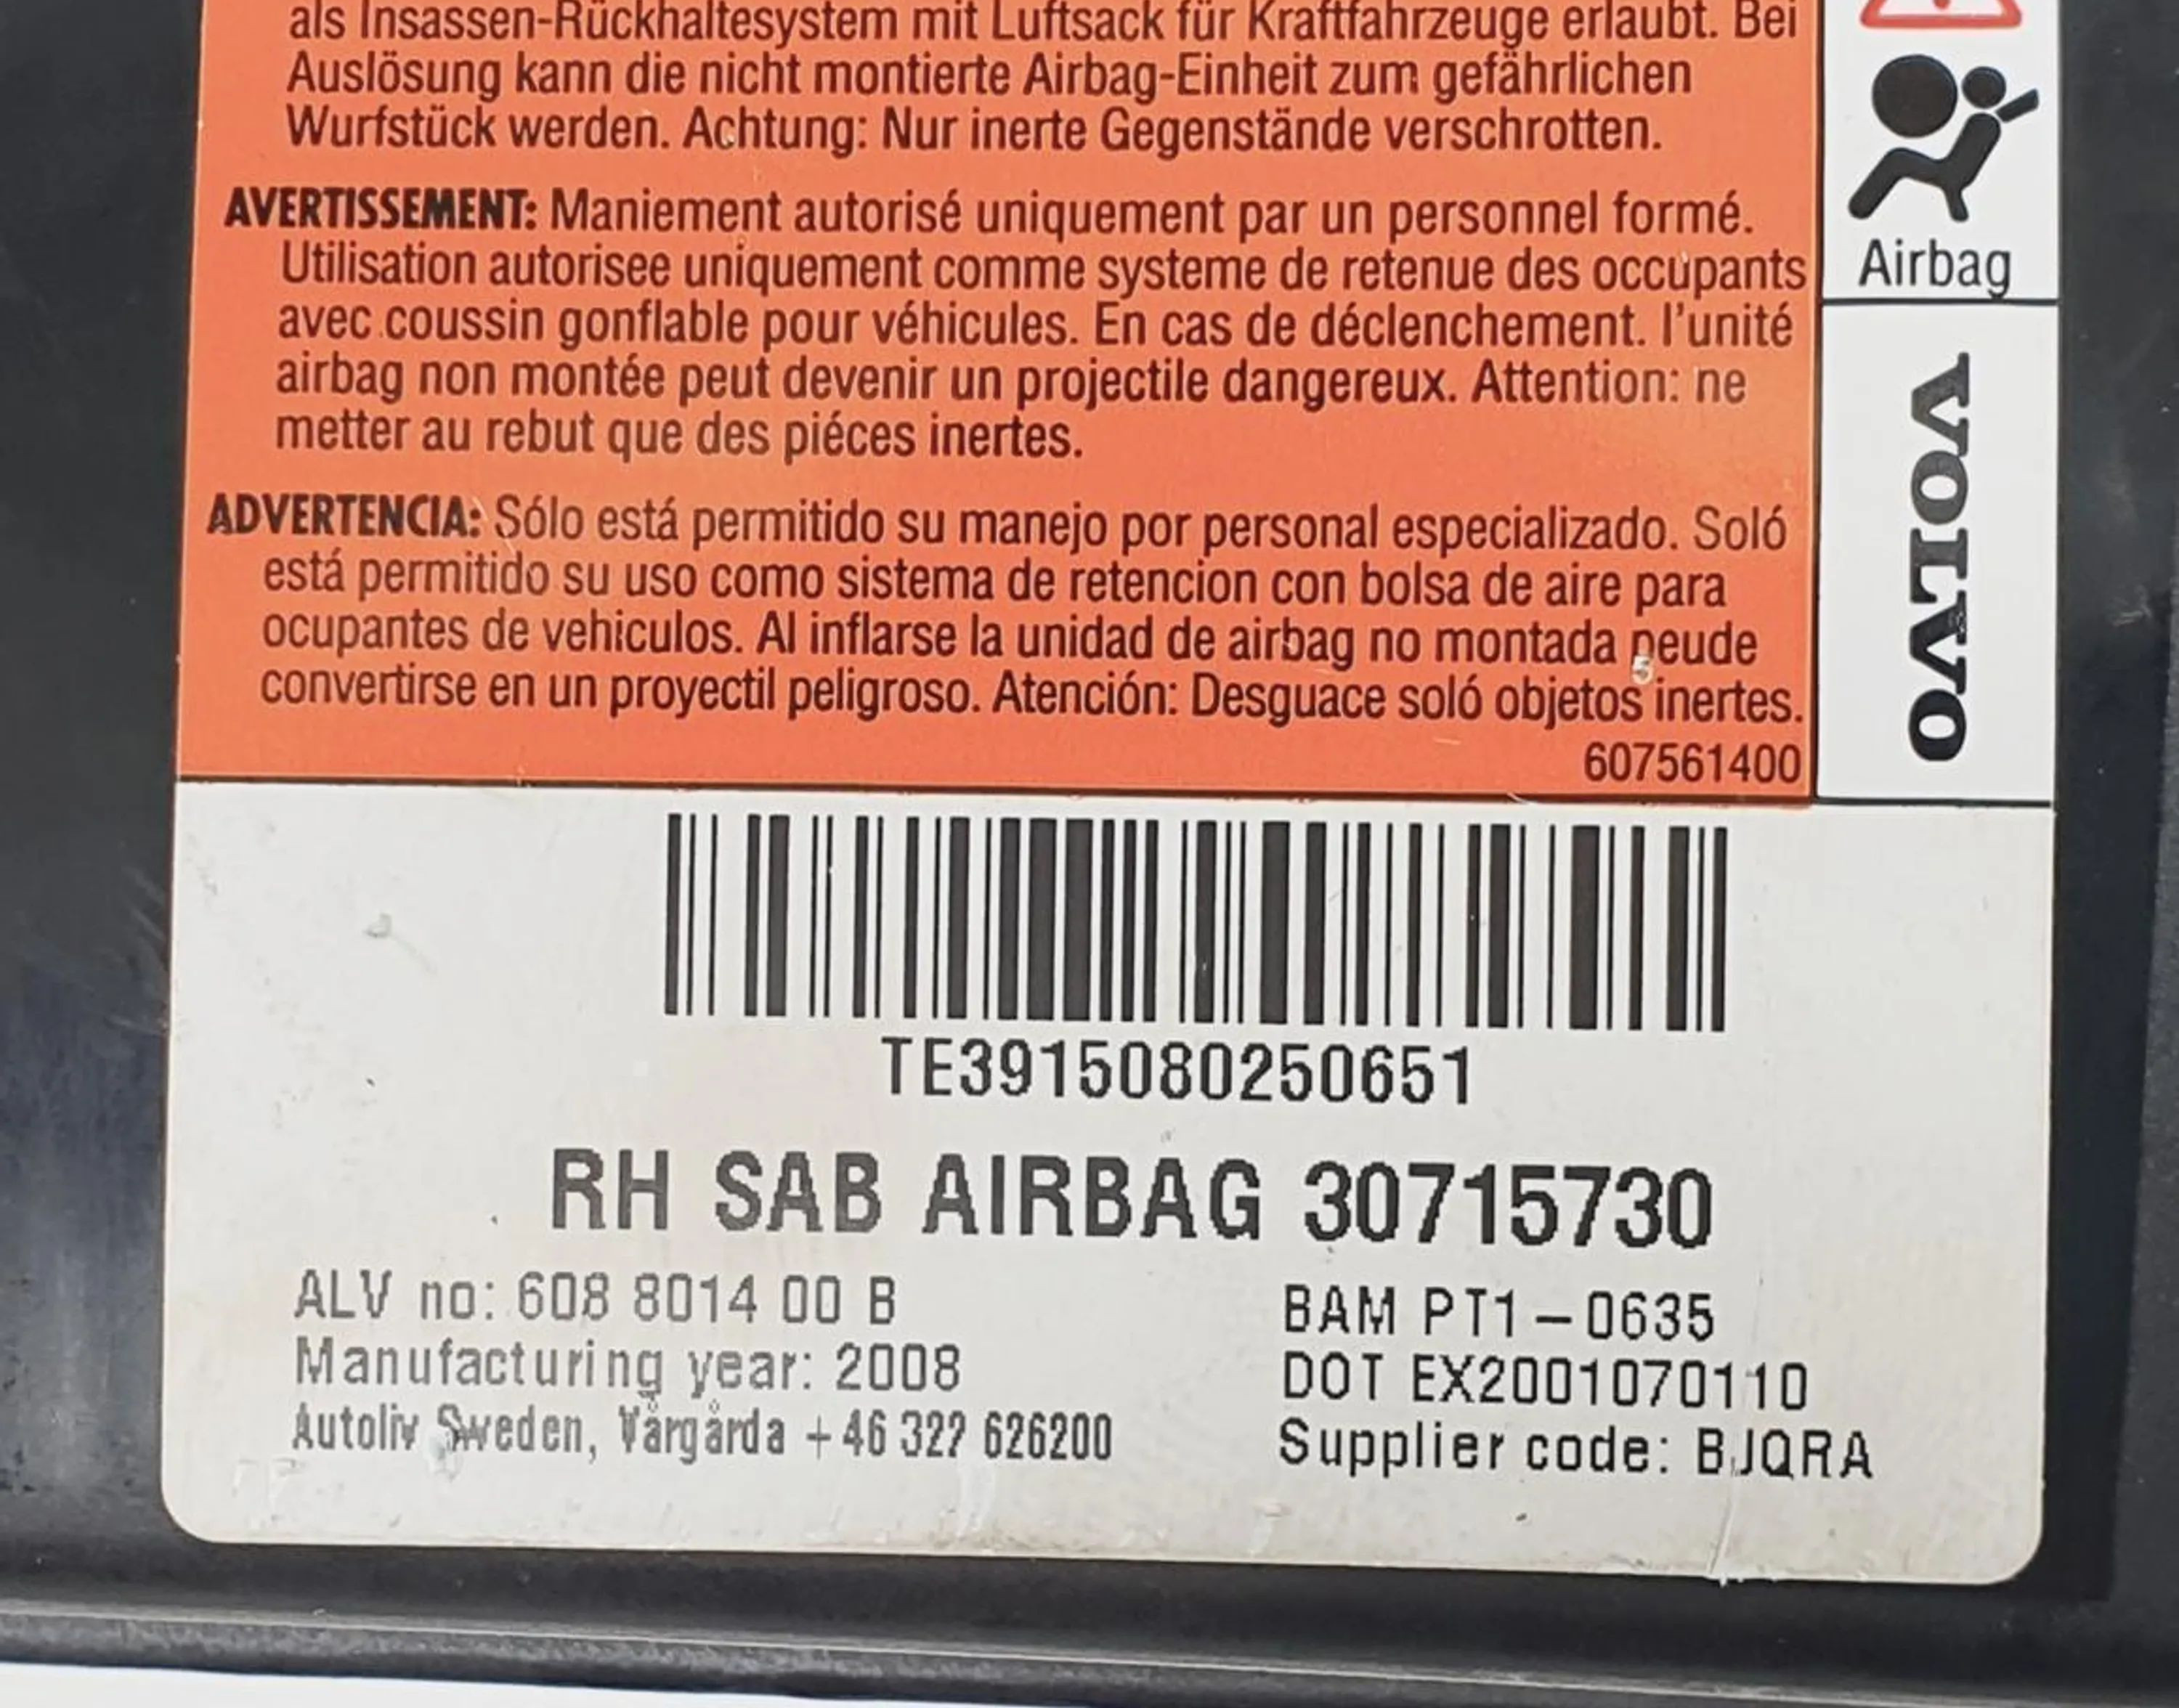 als Insassen-Rückhaltesystem mit Luftsack für Kraftfahrzeuge erlaubt. Bei
Auslösung kann die nicht montierte Airbag-Einheit zum gefährlichen
Wurfstück werden. Achtung: Nur inerte Gegenstände verschrotten.
AVERTISSEMENT: Maniement autorisé uniquement par un personnel formé.
Utilisation autorisee uniquement comme systeme de retenue des occupants
avec coussin gonflable pour véhicules. En cas de déclenchement. l'unité
airbag non montée peut devenir un projectile dangereux. Attention: ne
metter au rebut que des piéces inertes.
ADVERTENCIA: Sólo está permitido su manejo por personal especializado. Soló
está permitido su uso como sistema de retencion con bolsa de aire para
ocupantes de vehiculos. Al inflarse la unidad de airbag no montada peude
convertirse en un proyectil peligroso. Atención: Desguace soló objetos inertes.
607561400
Airbag
VOLVO
TE3915080250651
RH SAB AIRBAG 30715730
ALV no: 608 8014 00 B
Manufacturing year: 2008
Autoliv Sweden, Vårgårda +46 322 626200
BAM PT1-0635
DOT EX2001070110
Supplier code: BJQRA